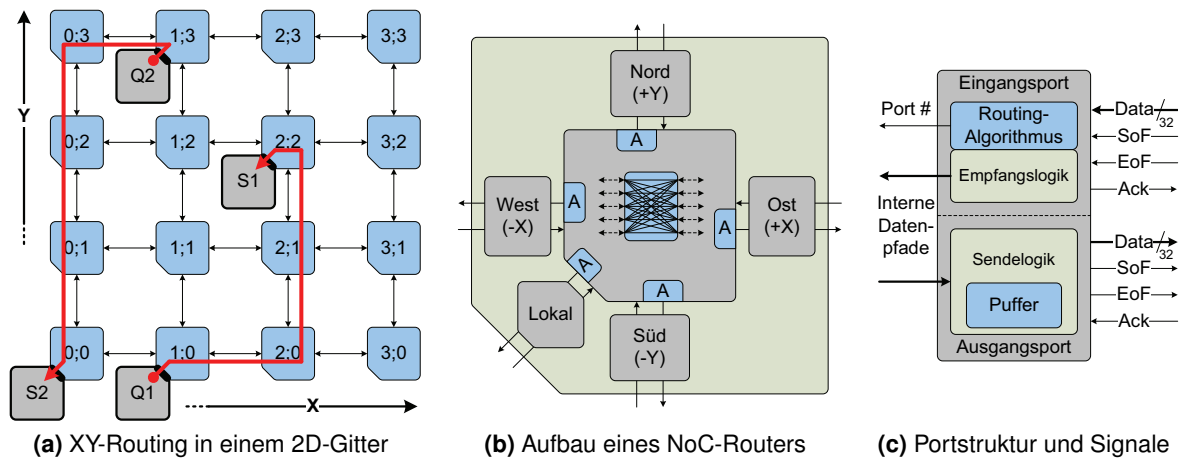 0;3
1;3
2;3
3;3
Q2
Y
0;2
1;2
2;2
3;2
S1
0;1
1;1
2;1
3;1
0;0
1;0
2;0
3;0
S2
Q1
X
(a) XY-Routing in einem 2D-Gitter
Nord
(+Y)
A
West
(-X)
A
Ost
(+X)
A
A
Lokal
A
Süd
(-Y)
(b) Aufbau eines NoC-Routers
Eingangsport
Port #
Routing-
Algorithmus
Data
32
SoF
EoF
Empfangslogik
Ack
Interne
Daten-
pfade
Sendelogik
Data
32
SoF
Puffer
EoF
Ack
Ausgangsport
(c) Portstruktur und Signale